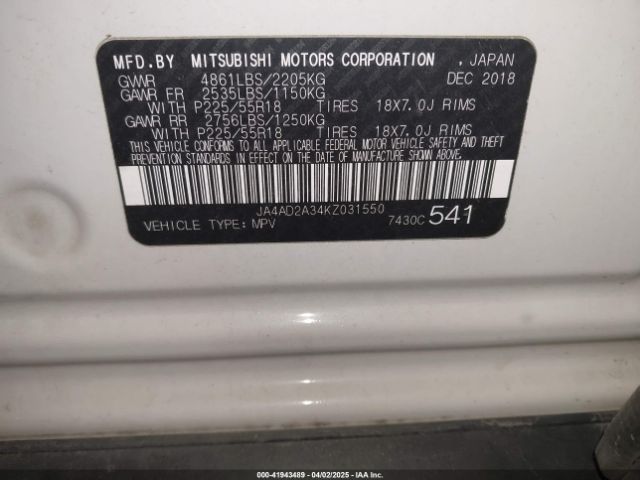 MFD.BY MITSUBISHI MOTORS CORPORATION , JAPAN
GVWR 4861LBS/2205KG DEC 2018
GAWR FR 2535LBS/1150KG
WITH P225/55R18 TIRES 18X7.0J RIMS
GAWR RR 2756LBS/1250KG
WITH P225/55R18 TIRES 18X7.0J RIMS
THIS VEHICLE CONFORMS TO ALL APPLICABLE FEDERAL MOTOR VEHICLE SAFETY AND THEFT
PREVENTION STANDARDS IN EFFECT ON THE DATE OF MANUFACTURE SHOWN ABOVE.
JA4AD2A34KZ031550
VEHICLE TYPE: MPV 7430C 541
000-41943489 - 04/02/2025 - IAA Inc.